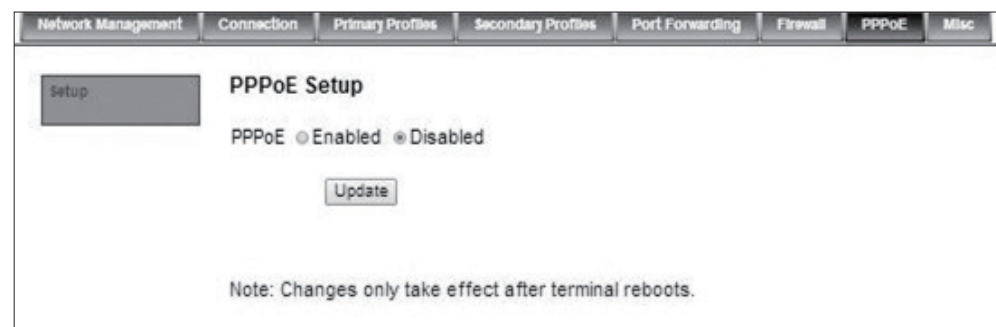 Network Management Connection Primary Profiles Secondary Profiles Port Forwarding Firewall PPPoE Misc
Setup
PPPoE Setup
PPPoE Enabled Disabled
Update
Note: Changes only take effect after terminal reboots.